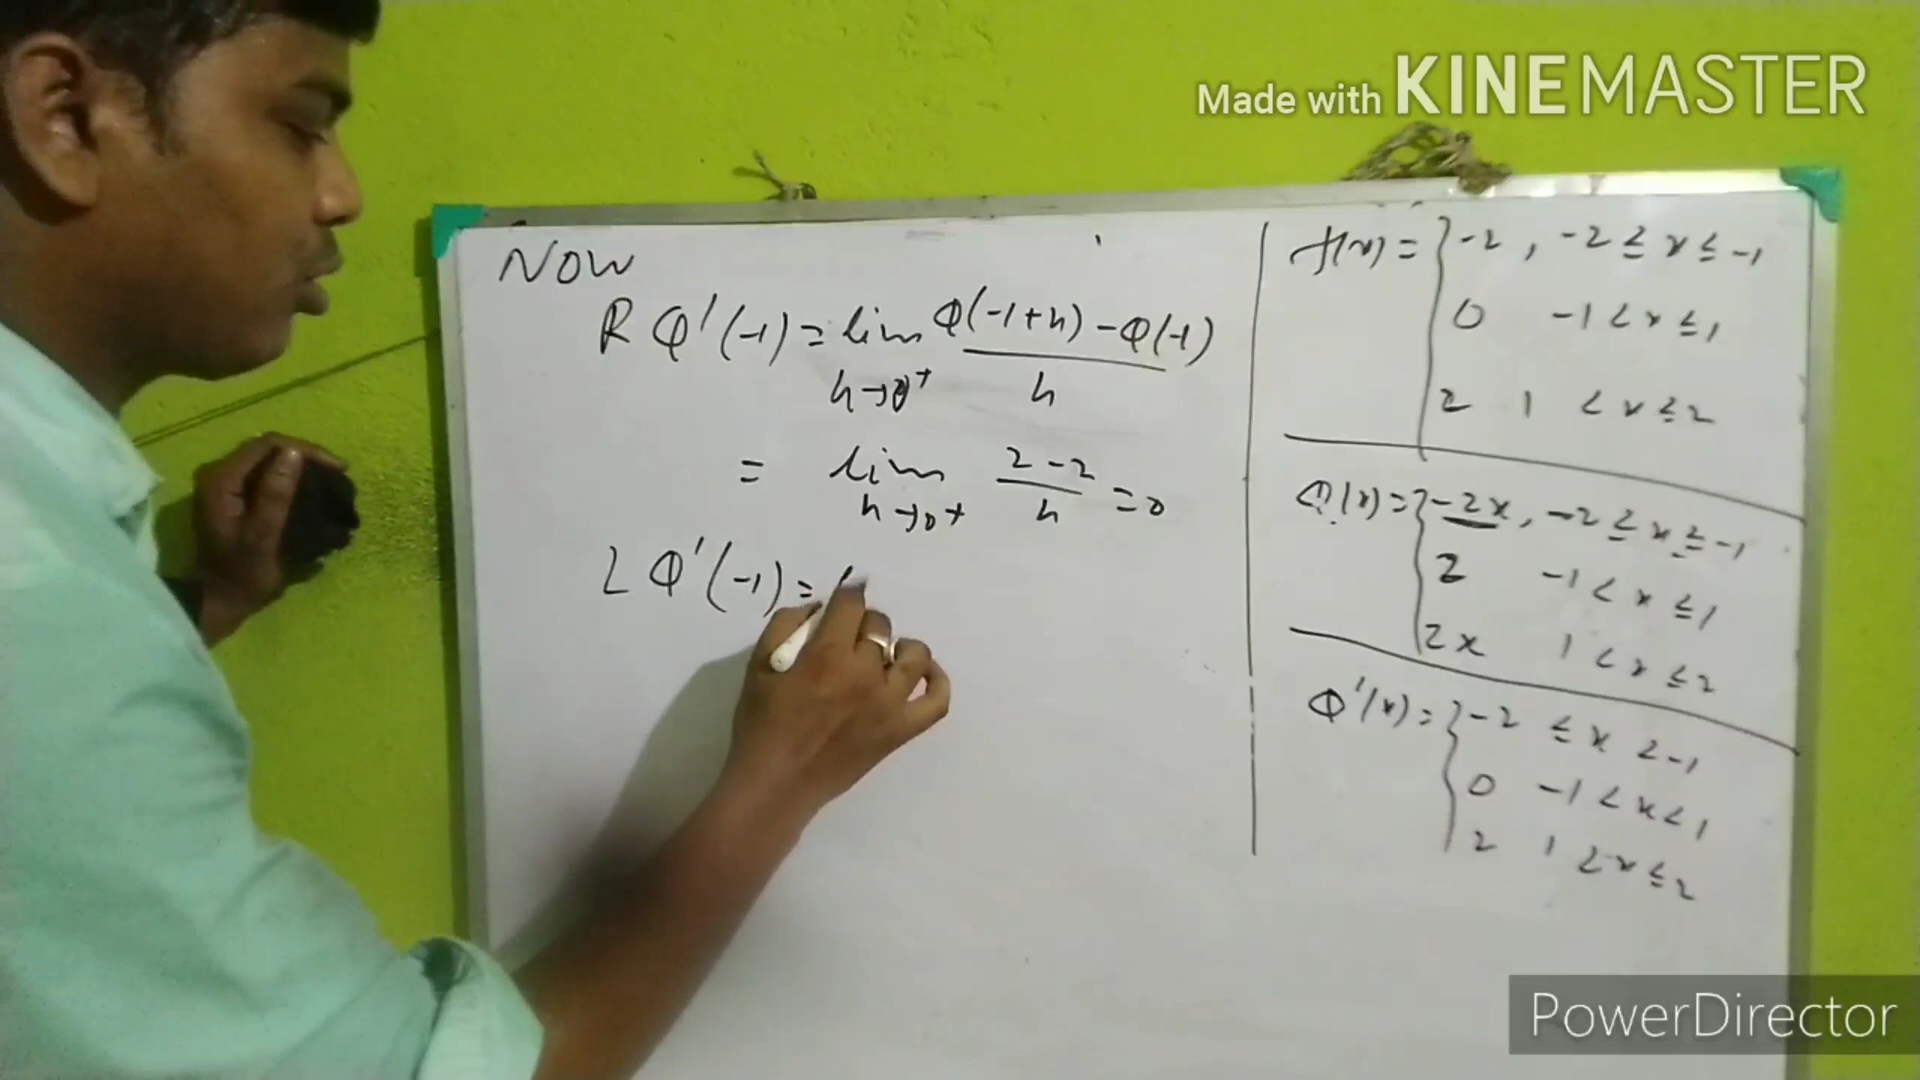 Made with KINEMASTER
NOW
R Φ'(-1) = lim Φ(-1+h) - Φ(-1)
h→0+ h
= lim 2-2 = 0
h→0+ h
L Φ'(-1) =
f(x) = { -2 , -2 ≤ x ≤ -1
0 -1 < x ≤ 1
2 1 < x ≤ 2
Φ(x) = { -2x , -2 ≤ x ≤ -1
2 -1 < x ≤ 1
2x 1 < x ≤ 2
Φ'(x) = { -2 ≤ x < -1
0 -1 < x < 1
2 1 < x ≤ 2
PowerDirector